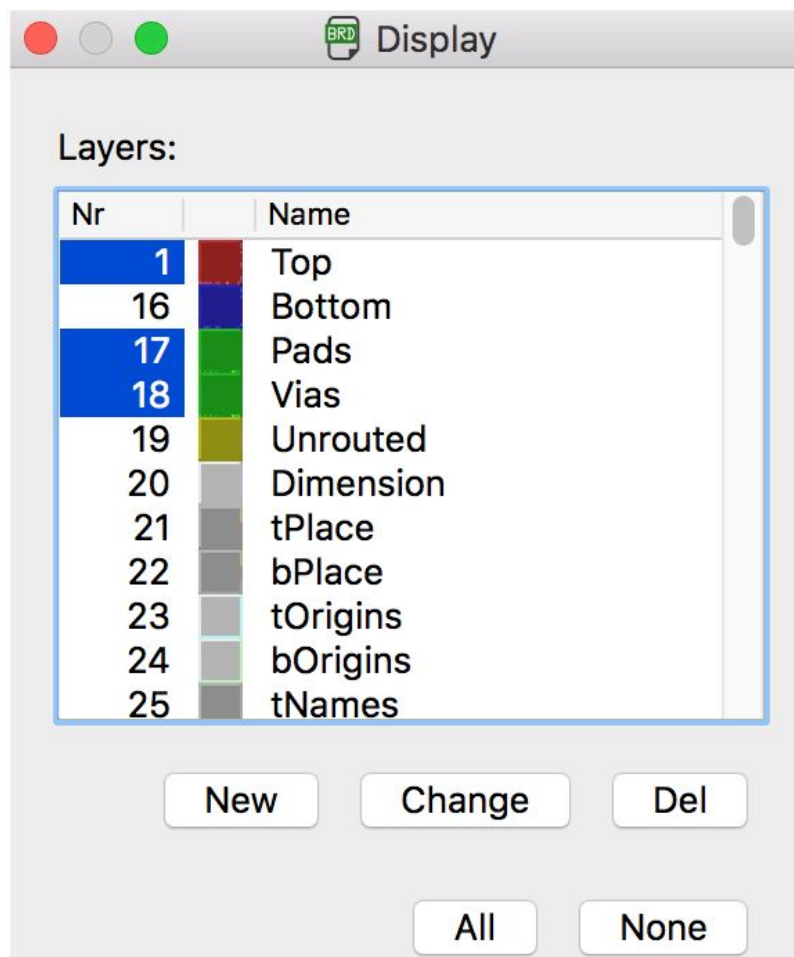 BRD Display
Layers:
Nr Name
1 Top
16 Bottom
17 Pads
18 Vias
19 Unrouted
20 Dimension
21 tPlace
22 bPlace
23 tOrigins
24 bOrigins
25 tNames
New Change Del
All None